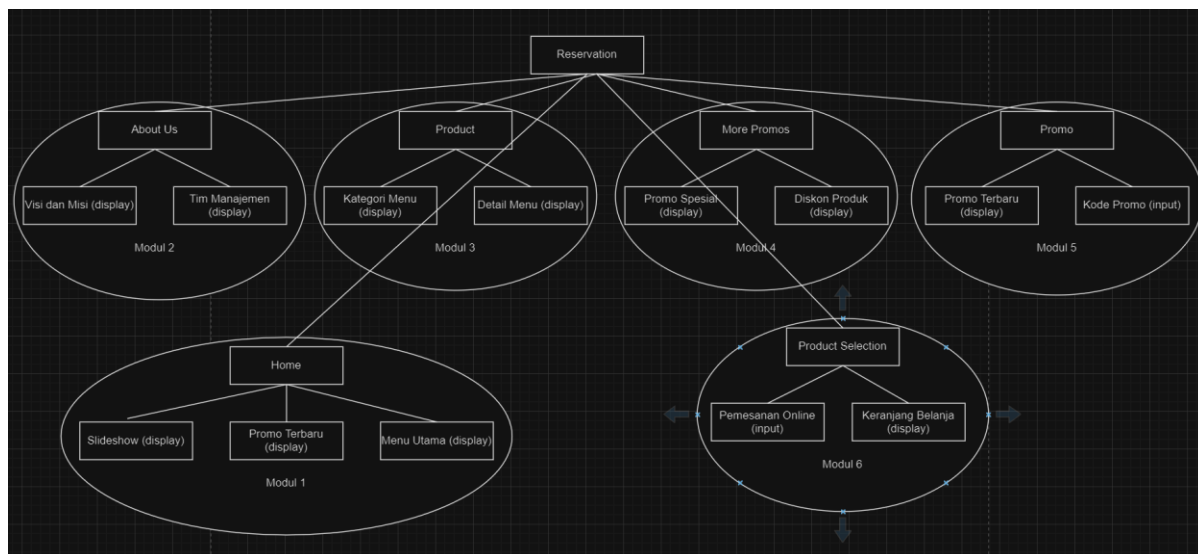 Reservation
About Us
Product
More Promos
Promo
Visi dan Misi (display)
Tim Manajemen
(display)
Kategori Menu
(display)
Detail Menu (display)
Promo Spesial
(display)
Diskon Produk
(display)
Promo Terbaru
(display)
Kode Promo (input)
Modul 2
Modul 3
Modul 4
Modul 5
Home
Product Selection
Slideshow (display)
Promo Terbaru
(display)
Menu Utama (display)
Pemesanan Online
(input)
Keranjang Belanja
(display)
Modul 1
Modul 6